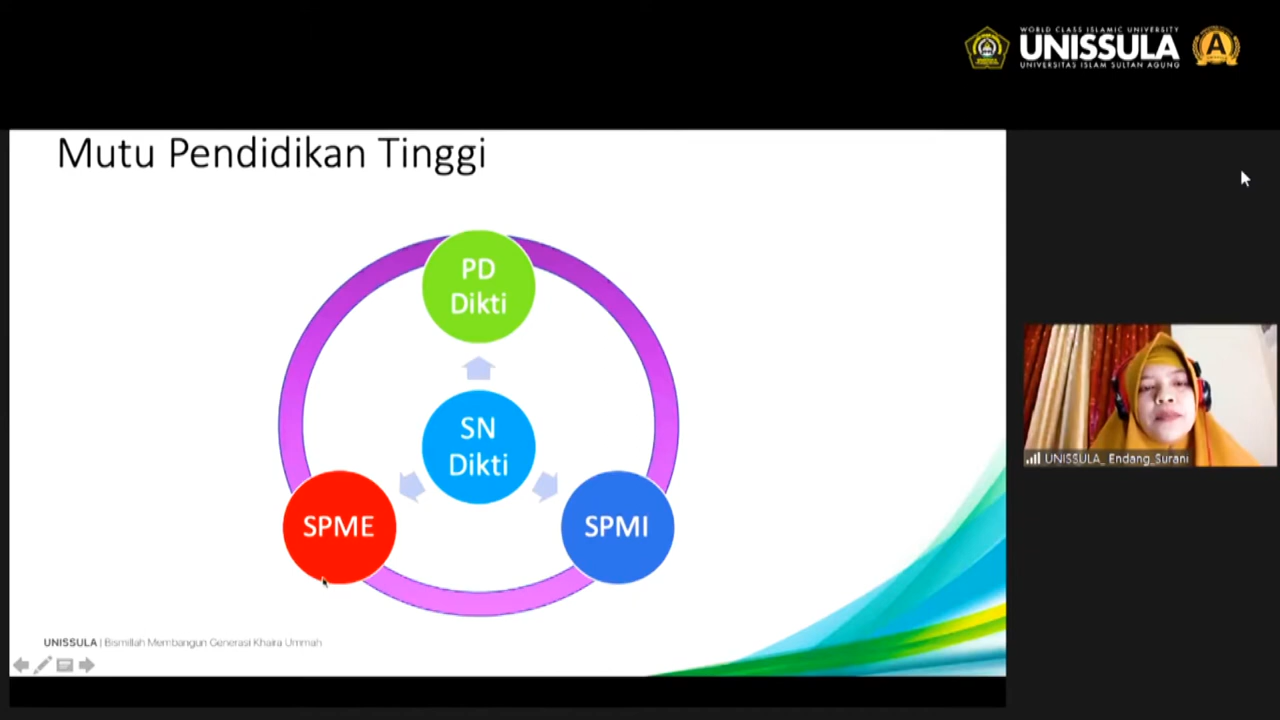 WORLD CLASS ISLAMIC UNIVERSITY
UNISSULA
UNIVERSITAS ISLAM SULTAN AGUNG
A
Mutu Pendidikan Tinggi
PD
Dikti
SN
Dikti
SPME
SPMI
UNISSULA_ Endang_Surani
UNISSULA | Bismillah Membangun Generasi Khaira Ummah